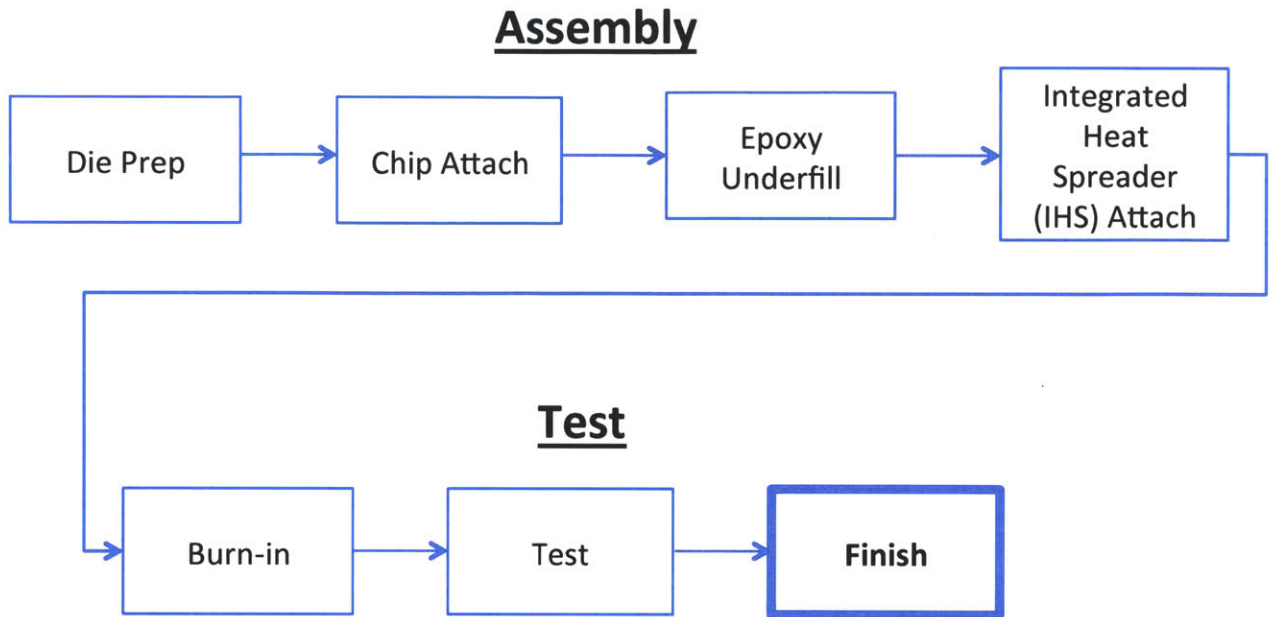 Assembly
Die Prep
Chip Attach
Epoxy
Underfill
Integrated
Heat
Spreader
(IHS) Attach
Test
Burn-in
Test
Finish